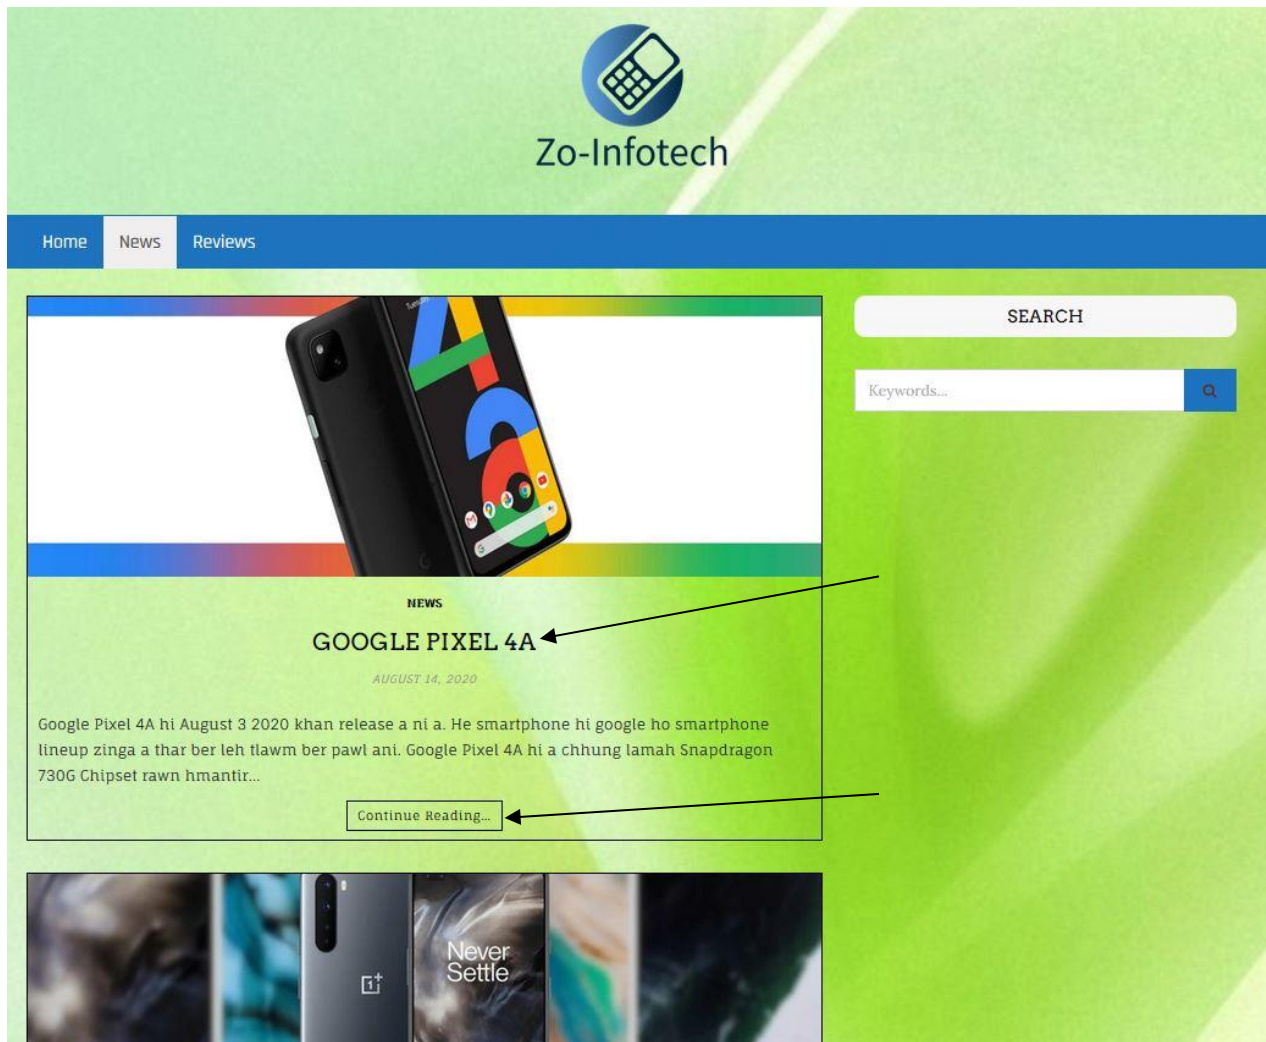 Zo-Infotech
Home News Reviews
SEARCH
Keywords...
NEWS
GOOGLE PIXEL 4A
AUGUST 14, 2020
Google Pixel 4A hi August 3 2020 khan release a ni a. He smartphone hi google ho smartphone
lineup zinga a thar ber leh tlawm ber pawl ani. Google Pixel 4A hi a chhung lamah Snapdragon
730G Chipset rawn hmantir...
Continue Reading...
Never
Settle